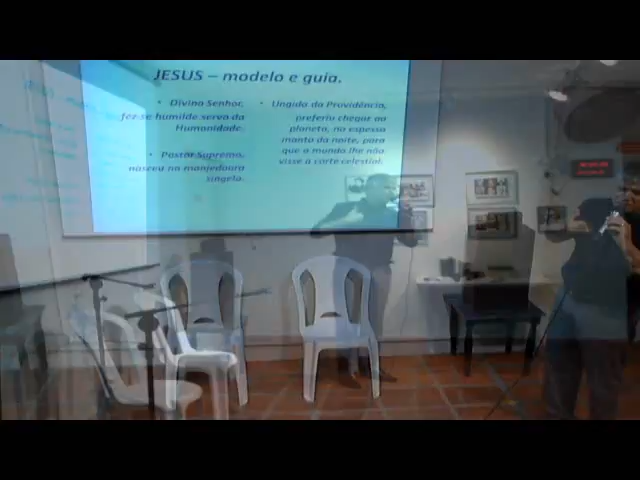 JESUS – modelo e guia.
• Divino Senhor,
fez-se humilde servo da
Humanidade.
• Pastor Supremo,
nasceu na manjedoura
singela.
• Ungido da Providência,
preferiu chegar ao
planeta, no espesso
manto da noite, para
que o mundo lhe não
visse a corte celestial.